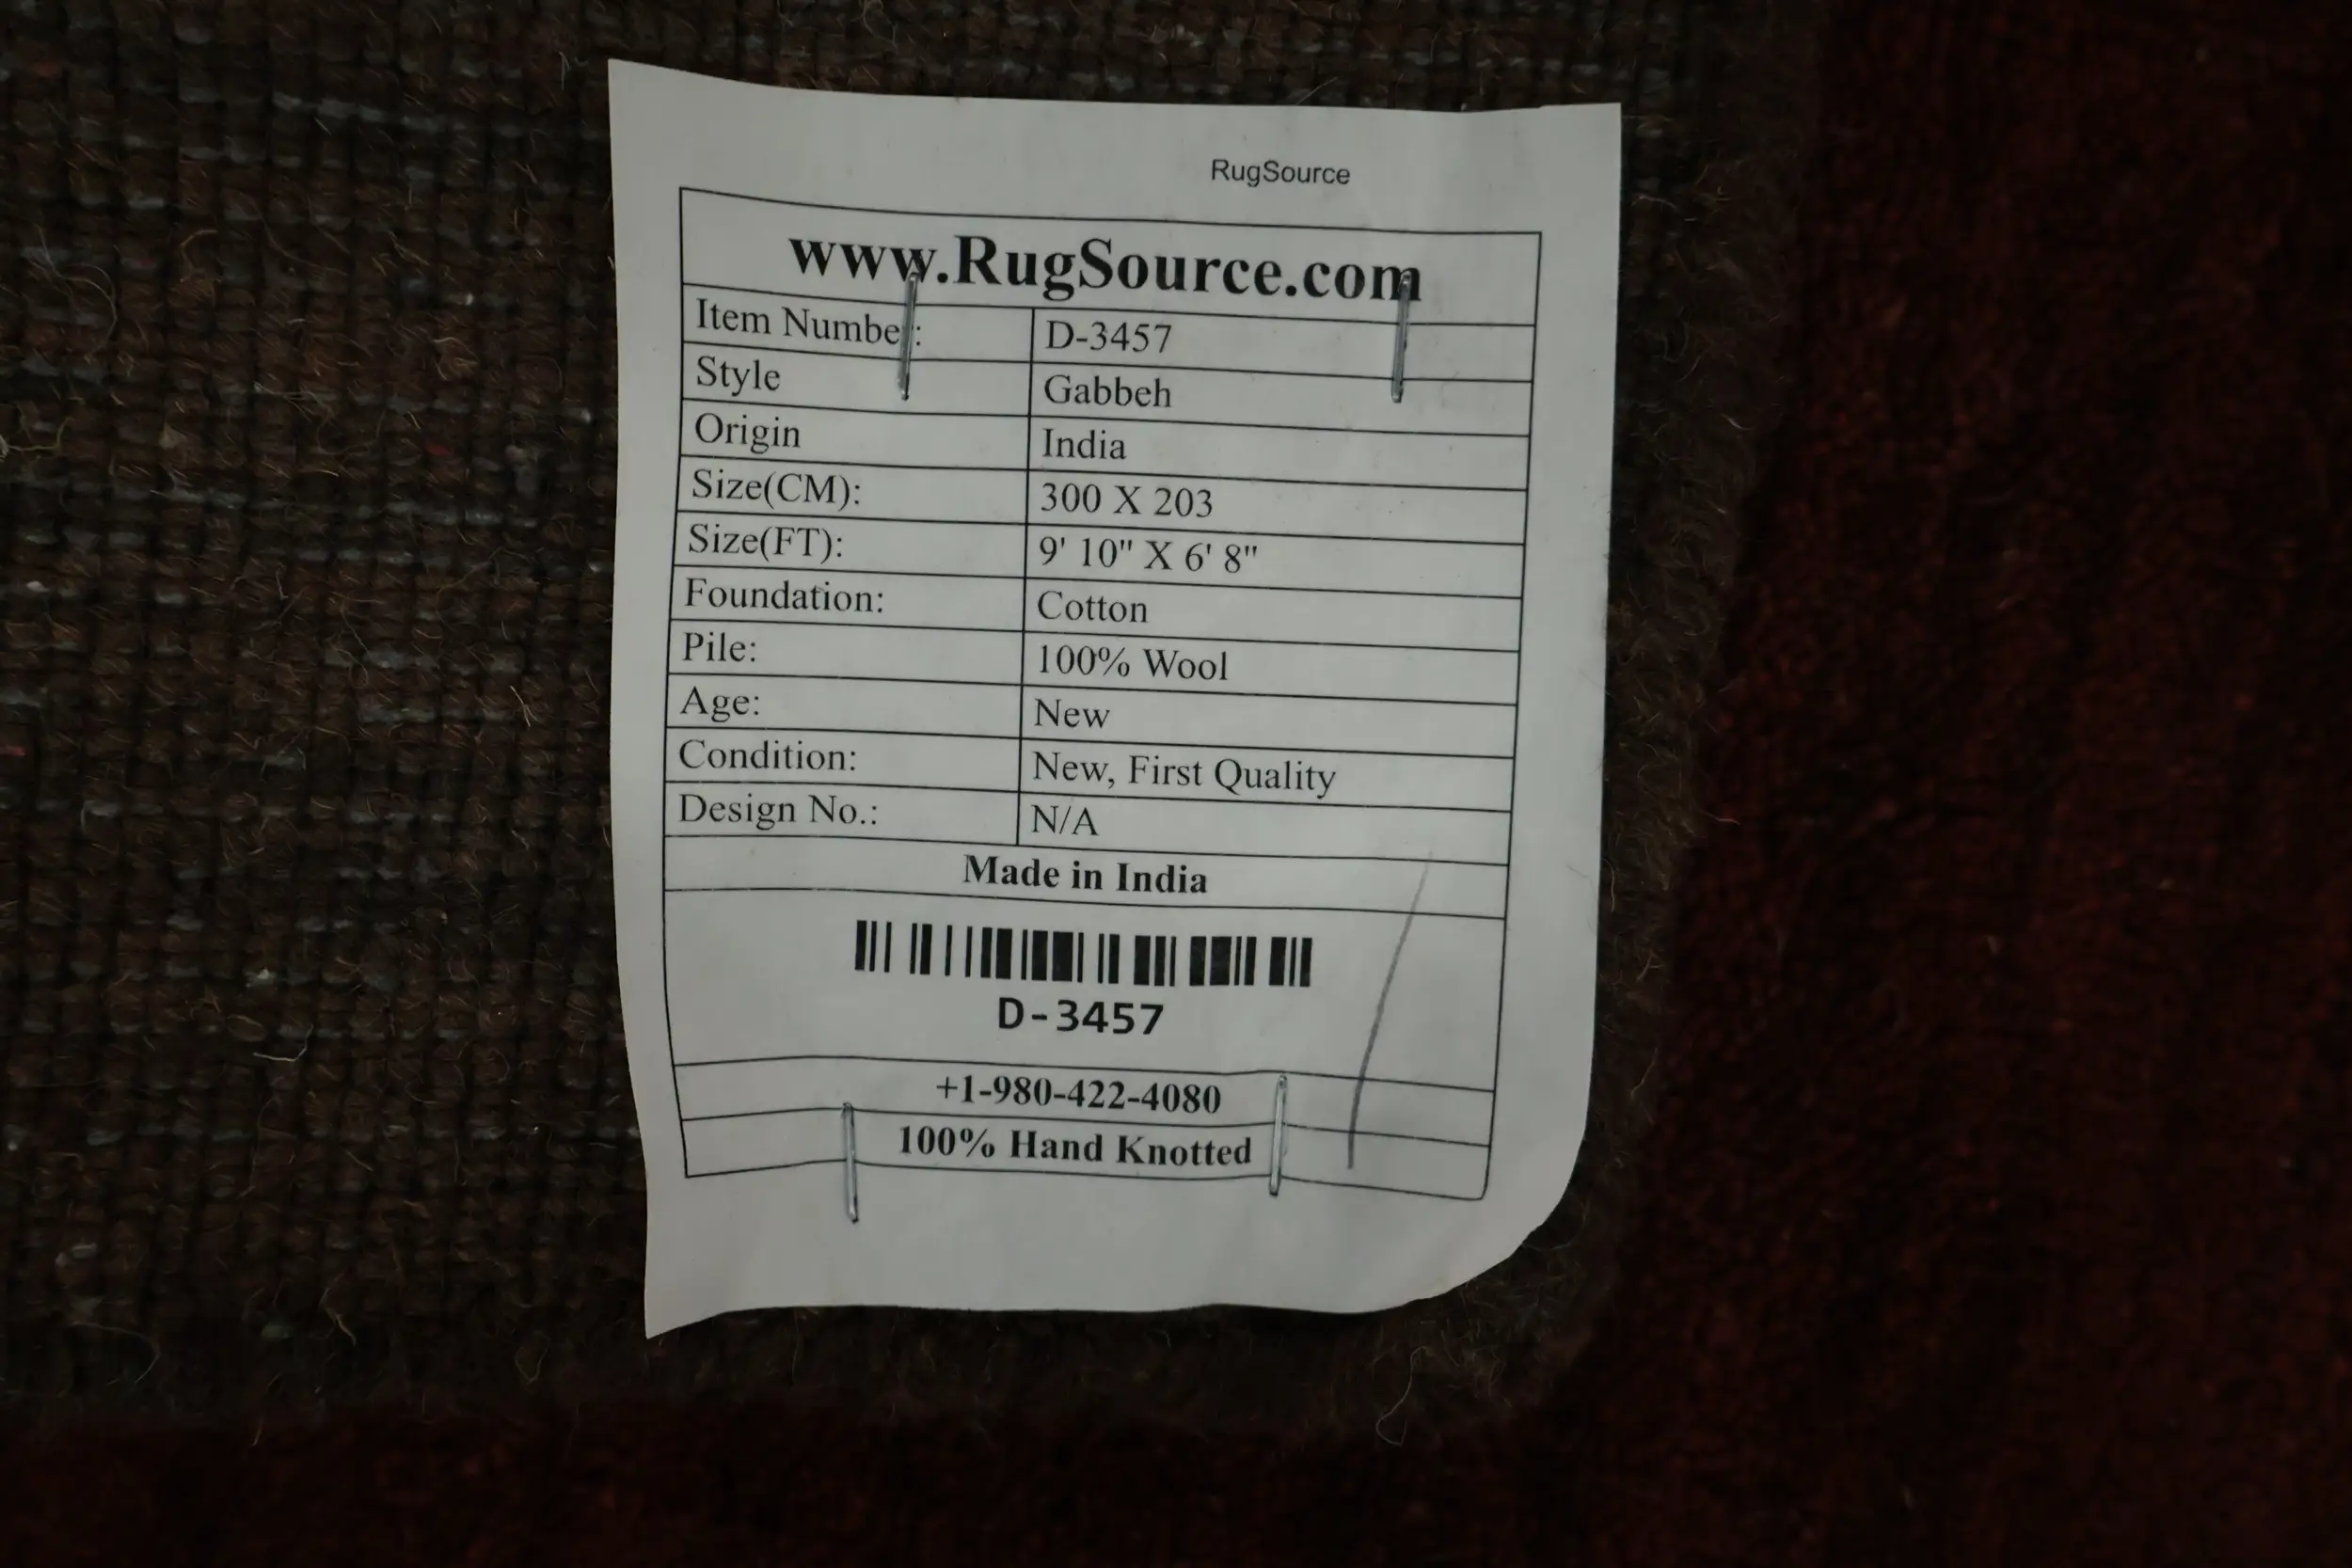 RugSource
www.RugSource.com
Item Number: D-3457
Style Gabbeh
Origin India
Size(CM): 300 X 203
Size(FT): 9' 10" X 6' 8"
Foundation: Cotton
Pile: 100% Wool
Age: New
Condition: New, First Quality
Design No.: N/A
Made in India
D-3457
+1-980-422-4080
100% Hand Knotted